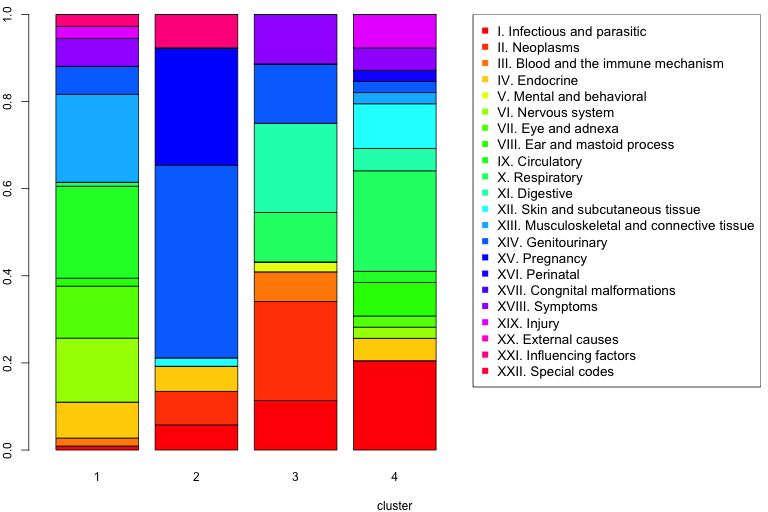 1.0
0.8
0.6
0.4
0.2
0.0
1 2 3 4
cluster
I. Infectious and parasitic
II. Neoplasms
III. Blood and the immune mechanism
IV. Endocrine
V. Mental and behavioral
VI. Nervous system
VII. Eye and adnexa
VIII. Ear and mastoid process
IX. Circulatory
X. Respiratory
XI. Digestive
XII. Skin and subcutaneous tissue
XIII. Musculoskeletal and connective tissue
XIV. Genitourinary
XV. Pregnancy
XVI. Perinatal
XVII. Congnital malformations
XVIII. Symptoms
XIX. Injury
XX. External causes
XXI. Influencing factors
XXII. Special codes